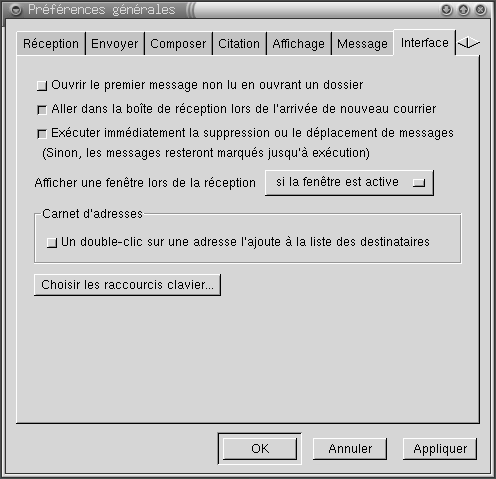 Préférences générales
Réception Envoyer Composer Citation Affichage Message Interface
Ouvrir le premier message non lu en ouvrant un dossier
Aller dans la boîte de réception lors de l'arrivée de nouveau courrier
Exécuter immédiatement la suppression ou le déplacement de messages
(Sinon, les messages resteront marqués jusqu'à exécution)
Afficher une fenêtre lors de la réception si la fenêtre est active
Carnet d'adresses
Un double-clic sur une adresse l'ajoute à la liste des destinataires
Choisir les raccourcis clavier...
OK Annuler Appliquer